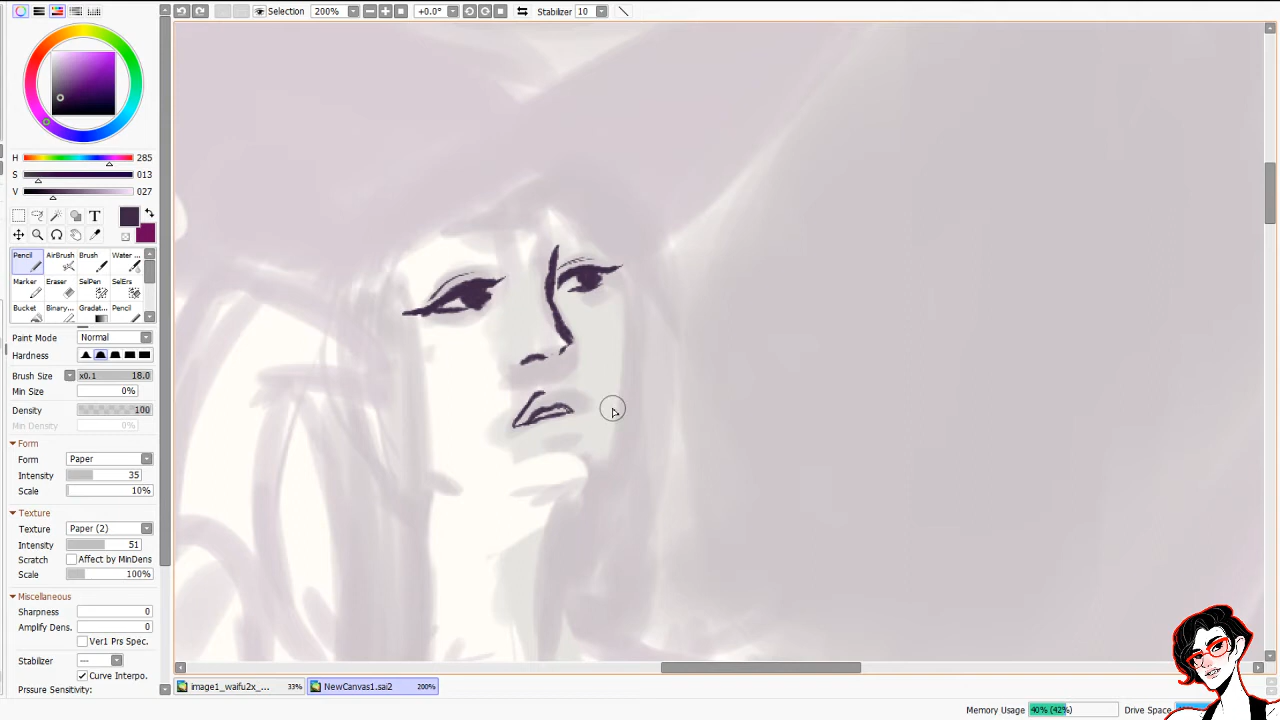 Selection 200% +0.0° Stabilizer 10
H 285
S 013
V 027
T
Pencil AirBrush Brush Water ...
Marker Eraser SelPen SelErs
Bucket Binary... Gradat... Pencil
Paint Mode Normal
Hardness
Brush Size x0.1 18.0
Min Size 0%
Density 100
Min Density 0%
Form
Form Paper
Intensity 35
Scale 10%
Texture
Texture Paper (2)
Intensity 51
Scratch Affect by MinDens
Scale 100%
Miscellaneous
Sharpness 0
Amplify Dens. 0
Ver1 Prs Spec.
Stabilizer ---
Curve Interpo.
Prssure Sensitivity:
image1_waifu2x_... 33% NewCanvas1.sai2 200%
Memory Usage 40% (42%) Drive Space